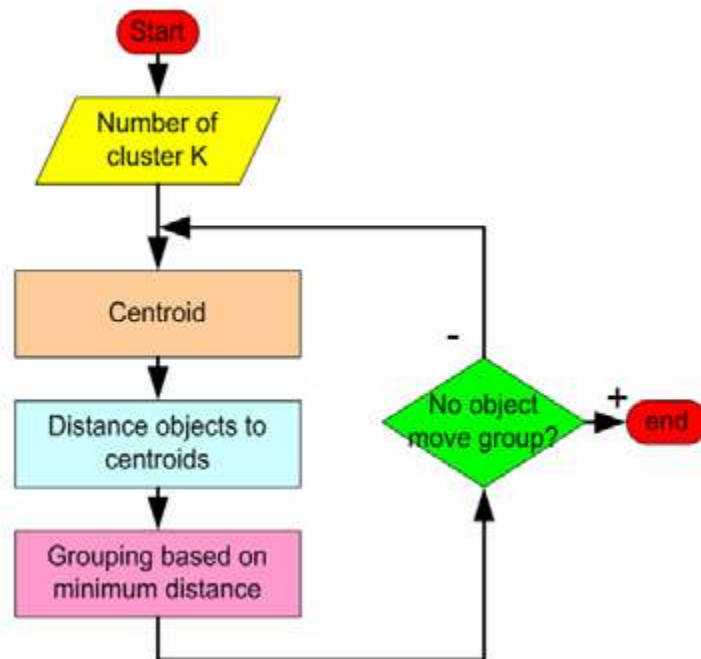 Start
Number of
cluster K
Centroid
Distance objects to
centroids
Grouping based on
minimum distance
-
No object
move group?
+
end